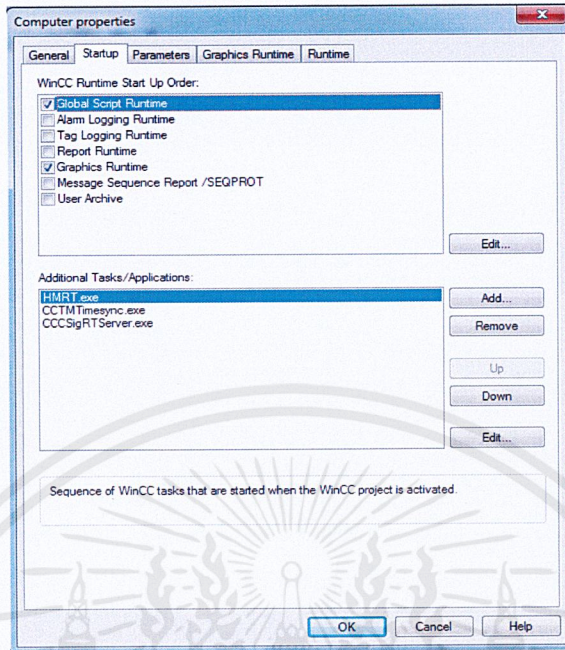 Computer properties
General Startup Parameters Graphics Runtime Runtime
WinCC Runtime Start Up Order:
Global Script Runtime
Alarm Logging Runtime
Tag Logging Runtime
Report Runtime
Graphics Runtime
Message Sequence Report /SEQPROT
User Archive
Edit...
Additional Tasks/Applications:
HMRT.exe
CCTMTimesync.exe
CCCSigRTServer.exe
Add...
Remove
Up
Down
Edit...
Sequence of WinCC tasks that are started when the WinCC project is activated.
OK Cancel Help